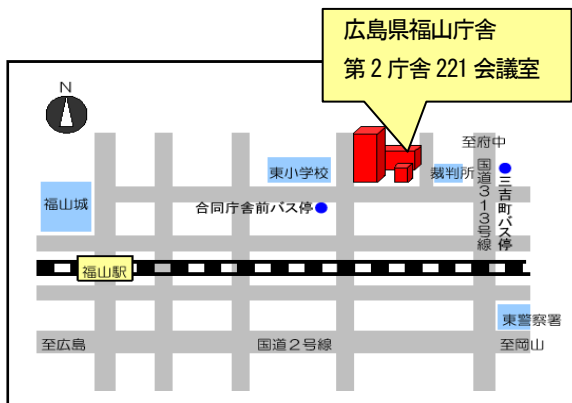 広島県福山庁舎
第2庁舎221会議室
N
至府中
東小学校
裁判所
国道313号線
三吉町バス停
福山城
合同庁舎前バス停
福山駅
東警察署
至広島
国道2号線
至岡山